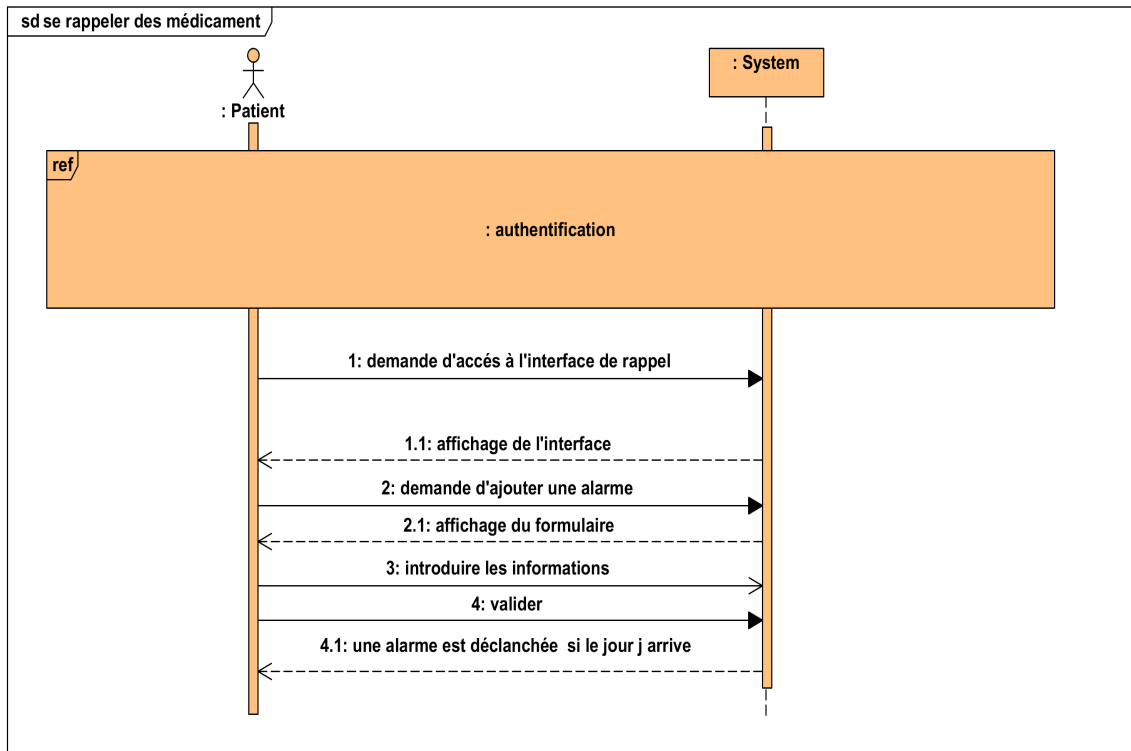 sd se rappeler des médicament
: Patient
: System
ref
: authentification
1: demande d'accés à l'interface de rappel
1.1: affichage de l'interface
2: demande d'ajouter une alarme
2.1: affichage du formulaire
3: introduire les informations
4: valider
4.1: une alarme est déclanchée  si le jour j arrive